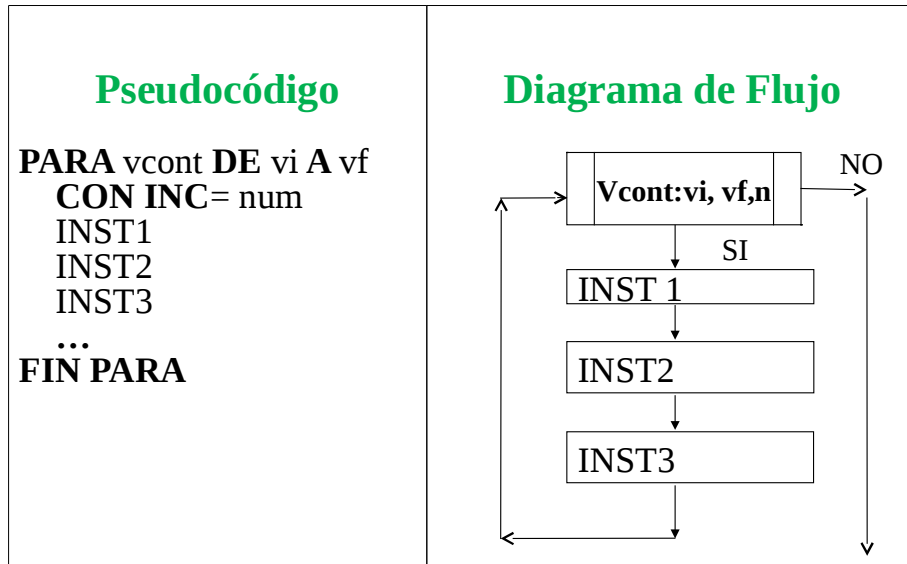 Pseudocódigo
PARA vcont DE vi A vf
CON INC= num
INST1
INST2
INST3
...
FIN PARA
Diagrama de Flujo
Vcont:vi, vf,n
NO
SI
INST 1
INST2
INST3